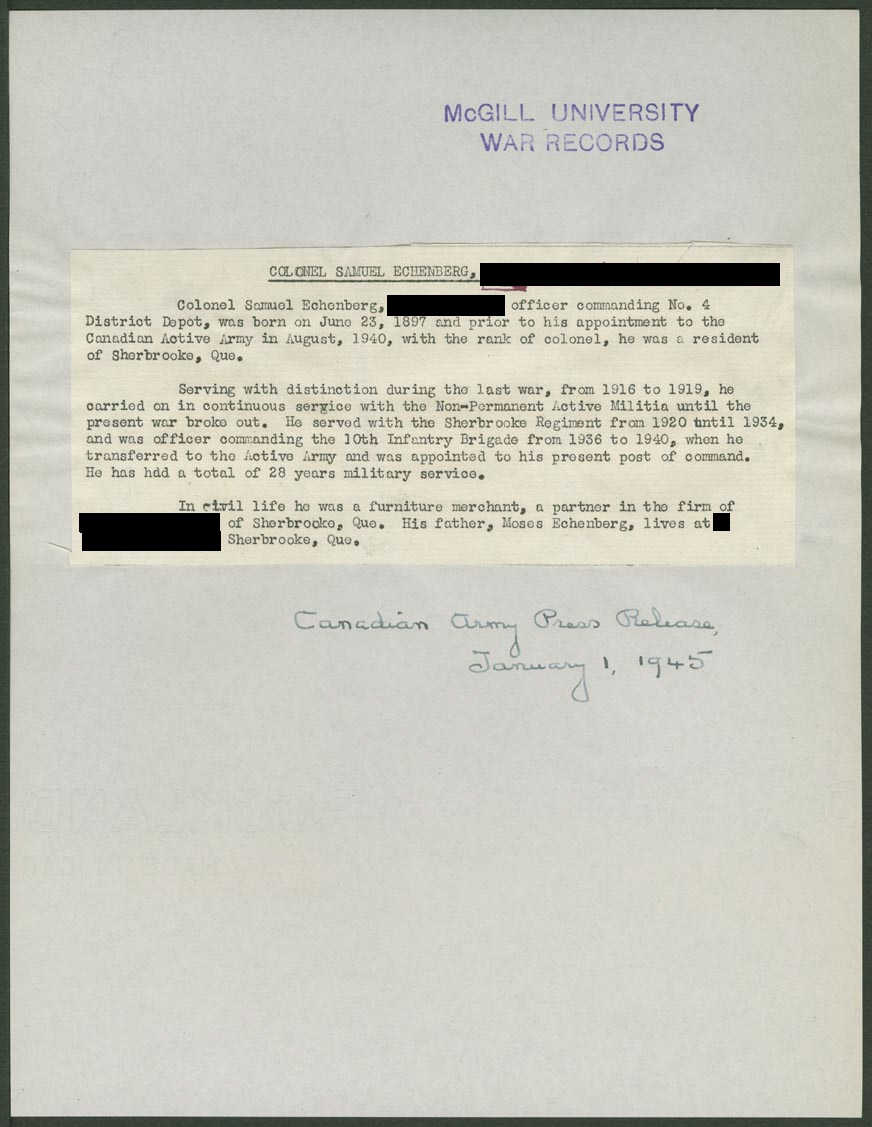 McGILL UNIVERSITY
WAR RECORDS
COLONEL SAMUEL ECHENBERG,
Colonel Samuel Echenberg, officer commanding No. 4
District Depot, was born on June 23, 1897 and prior to his appointment to the
Canadian Active Army in August, 1940, with the rank of colonel, he was a resident
of Sherbrooke, Que.
Serving with distinction during the last war, from 1916 to 1919, he
carried on in continuous service with the Non-Permanent Active Militia until the
present war broke out. He served with the Sherbrooke Regiment from 1920 until 1934,
and was officer commanding the 10th Infantry Brigade from 1936 to 1940, when he
transferred to the Active Army and was appointed to his present post of command.
He has had a total of 28 years military service.
In civil life he was a furniture merchant, a partner in the firm of
of Sherbrooke, Que. His father, Moses Echenberg, lives at
Sherbrooke, Que.
Canadian Army Press Release,
January 1, 1945